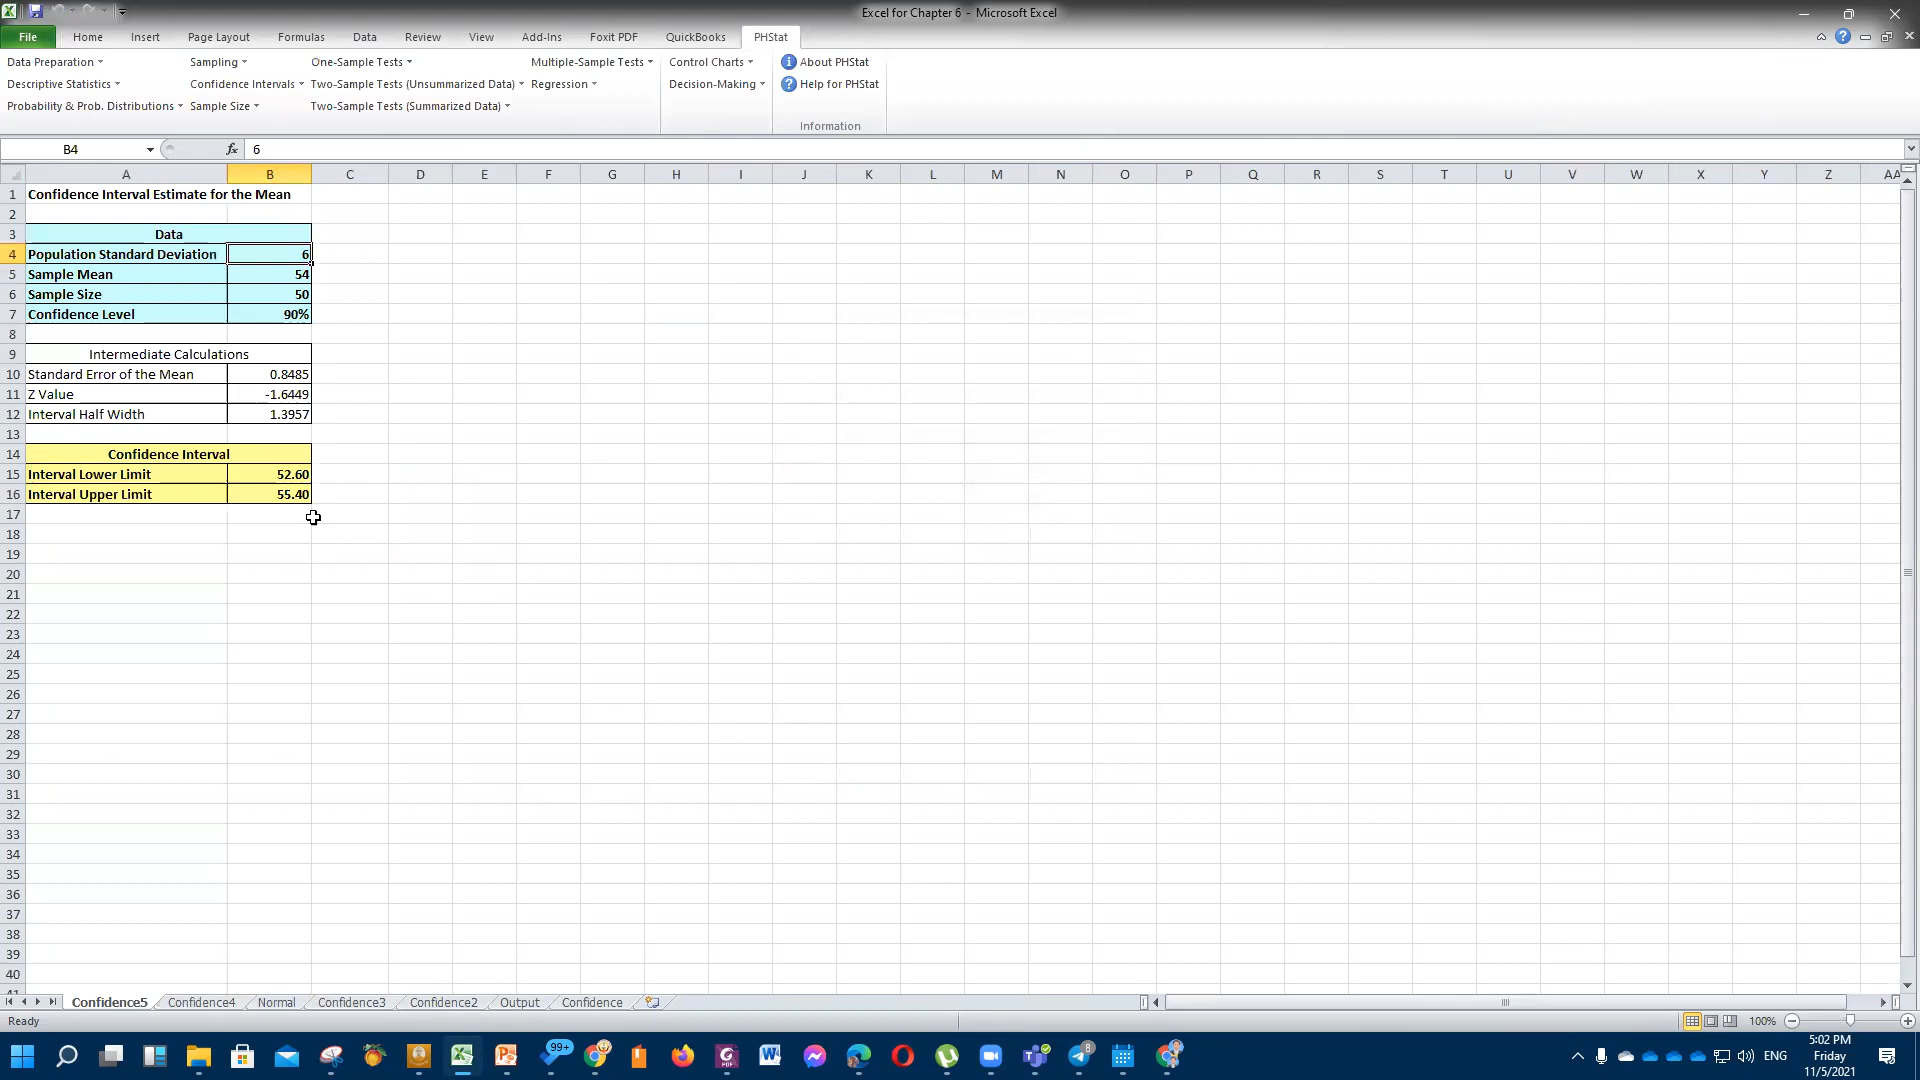 Excel for Chapter 6 - Microsoft Excel
File Home Insert Page Layout Formulas Data Review View Add-Ins Foxit PDF QuickBooks PHStat
Data Preparation Sampling One-Sample Tests Multiple-Sample Tests Control Charts About PHStat
Descriptive Statistics Confidence Intervals Two-Sample Tests (Unsummarized Data) Regression Decision-Making Help for PHStat
Probability & Prob. Distributions Sample Size Two-Sample Tests (Summarized Data)
Information
B4 fx 6
A B C D E F G H I J K L M N O P Q R S T U V W X Y Z AA
1 Confidence Interval Estimate for the Mean
2
3 Data
4 Population Standard Deviation 6
5 Sample Mean 54
6 Sample Size 50
7 Confidence Level 90%
8
9 Intermediate Calculations
10 Standard Error of the Mean 0.8485
11 Z Value -1.6449
12 Interval Half Width 1.3957
13
14 Confidence Interval
15 Interval Lower Limit 52.60
16 Interval Upper Limit 55.40
17
18
19
20
21
22
23
24
25
26
27
28
29
30
31
32
33
34
35
36
37
38
39
40
41
Confidence5 Confidence4 Normal Confidence3 Confidence2 Output Confidence
Ready 100%
99+ 8 ENG
5:02 PM
Friday
11/5/2021